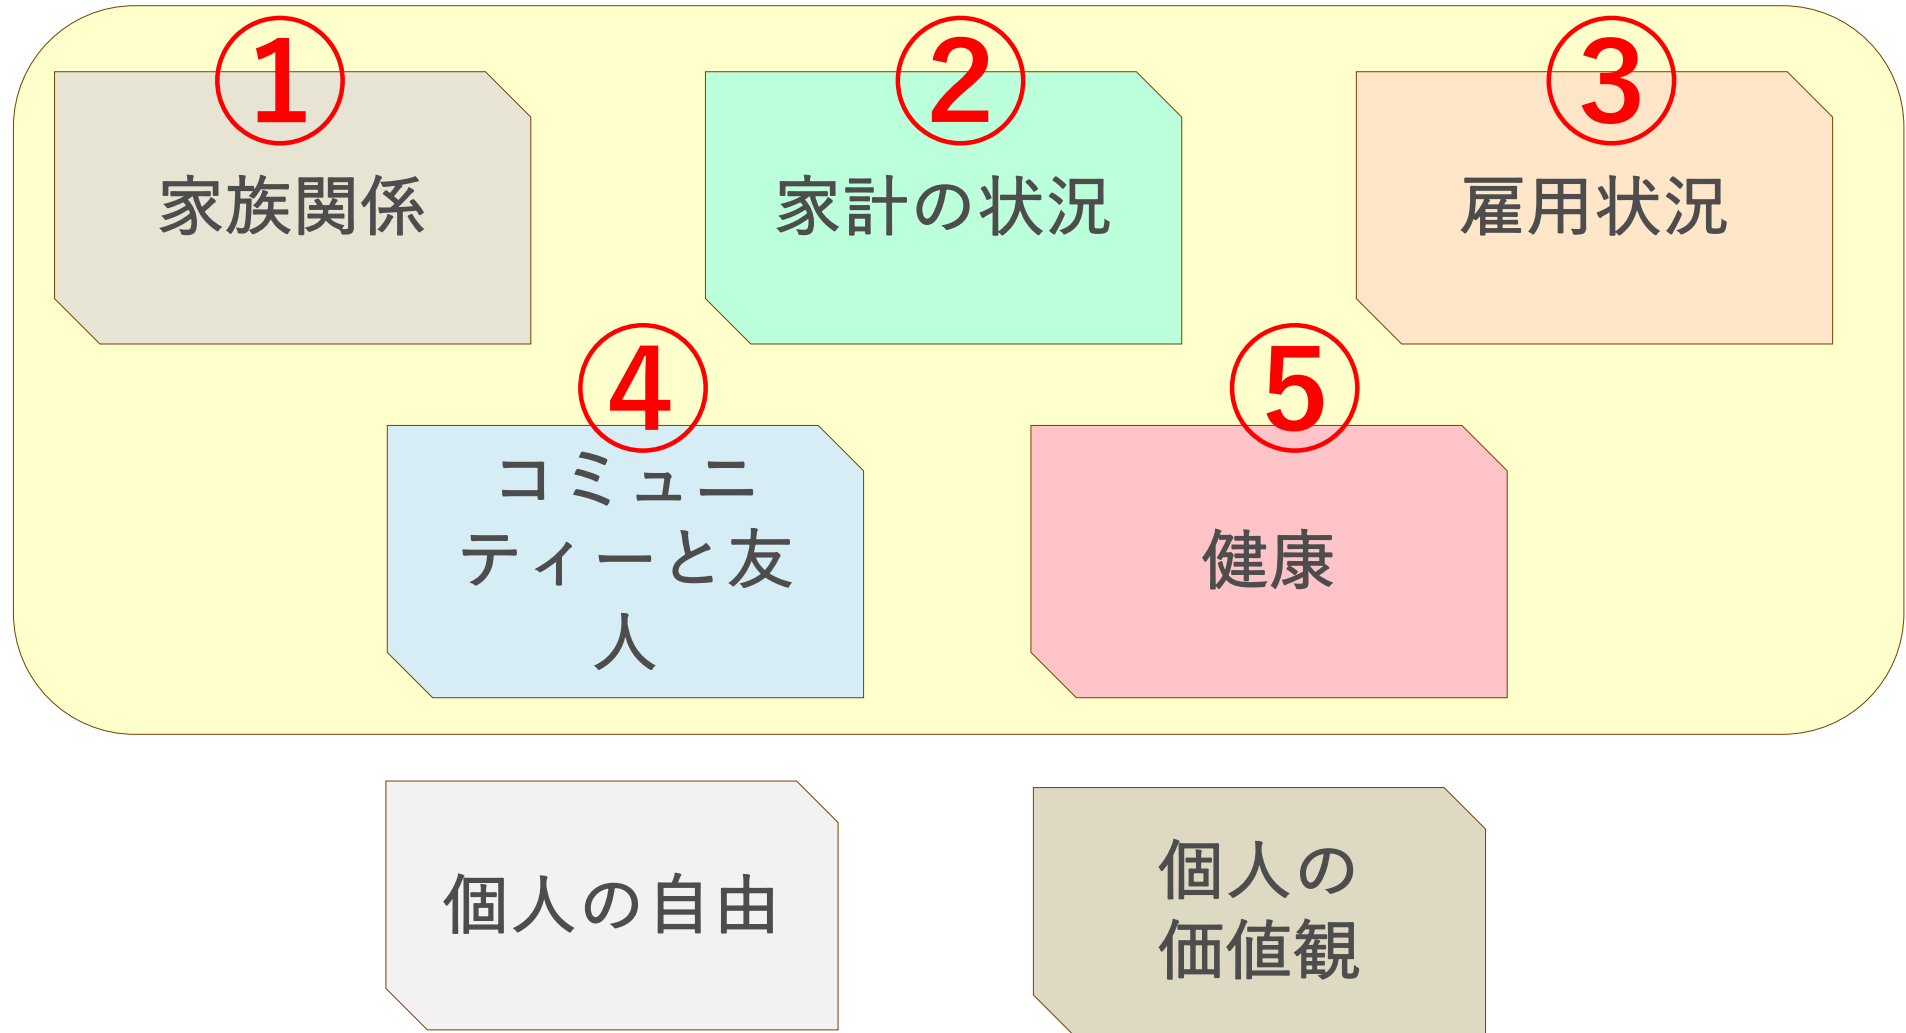 ① ② ③
家族関係 家計の状況 雇用状況
④ ⑤
コミュニ
ティーと友
人
健康
個人の自由
個人の
価値観